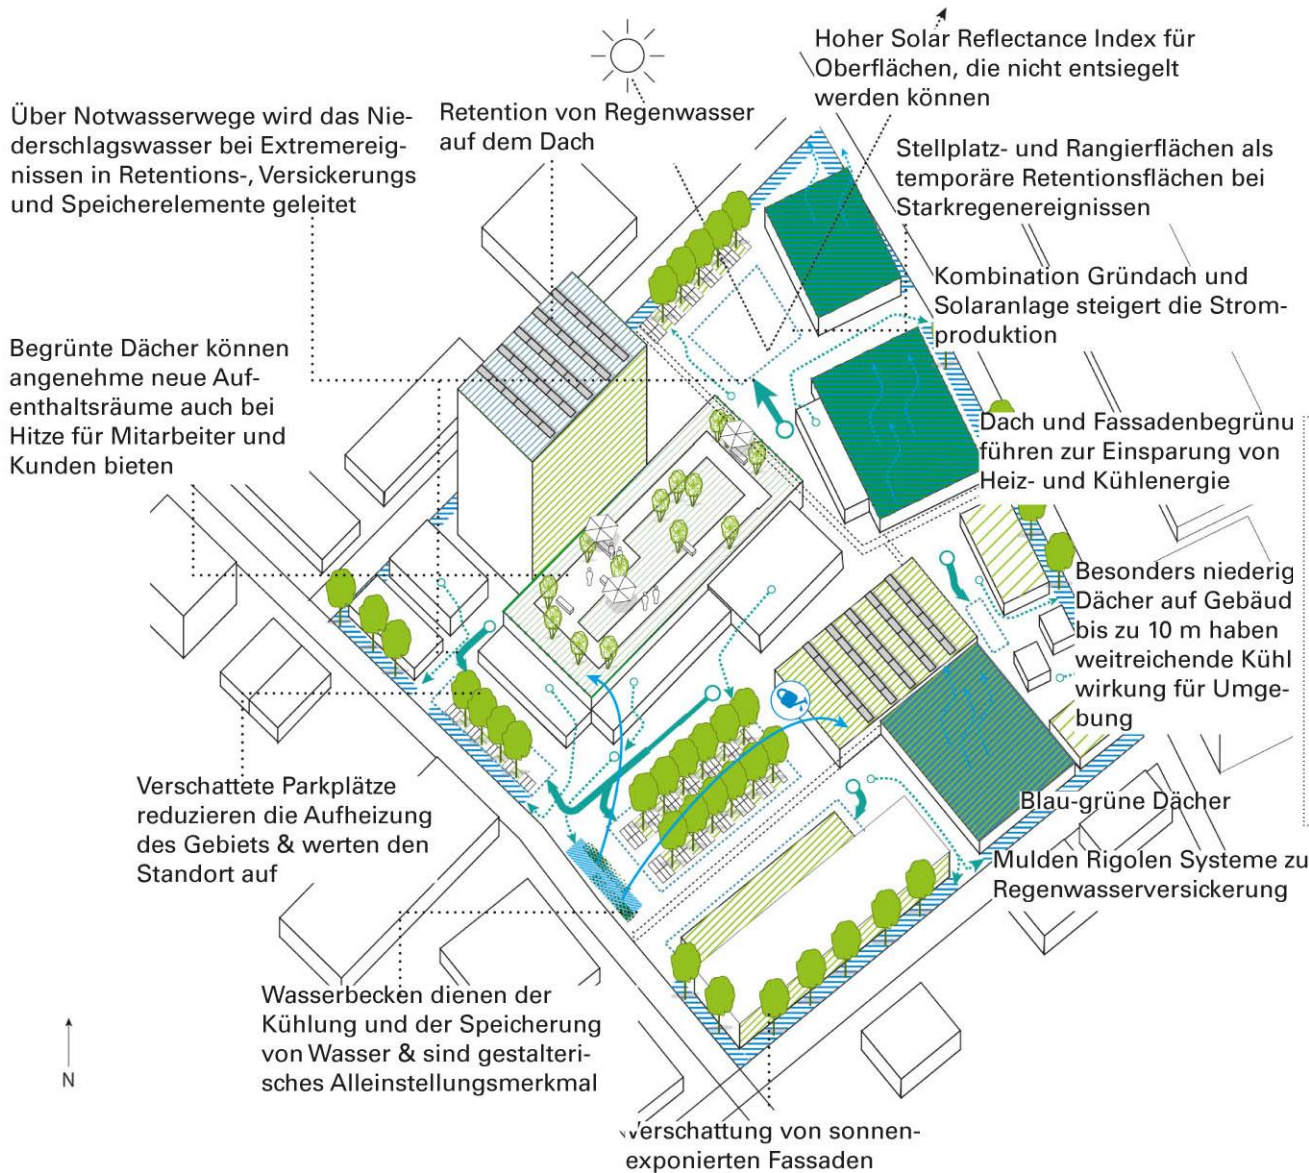 Hoher Solar Reflectance Index für
Oberflächen, die nicht entsiegelt
werden können
Retention von Regenwasser
auf dem Dach
Über Notwasserwege wird das Nie-
derschlagswasser bei Extremereig-
nissen in Retentions-, Versickerungs
und Speicherelemente geleitet
Stellplatz- und Rangierflächen als
temporäre Retentionsflächen bei
Starkregenereignissen
Kombination Gründach und
Solaranlage steigert die Strom-
produktion
Begrünte Dächer können
angenehme neue Auf-
enthaltsräume auch bei
Hitze für Mitarbeiter und
Kunden bieten
Dach und Fassadenbegrünu
führen zur Einsparung von
Heiz- und Kühlenergie
Besonders niederig
Dächer auf Gebäud
bis zu 10 m haben
weitreichende Kühl
wirkung für Umge-
bung
Verschattete Parkplätze
reduzieren die Aufheizung
des Gebiets & werten den
Standort auf
Blau-grüne Dächer
Mulden Rigolen Systeme zu
Regenwasserversickerung
Wasserbecken dienen der
Kühlung und der Speicherung
von Wasser & sind gestalteri-
sches Alleinstellungsmerkmal
N
Verschattung von sonnen-
exponierten Fassaden